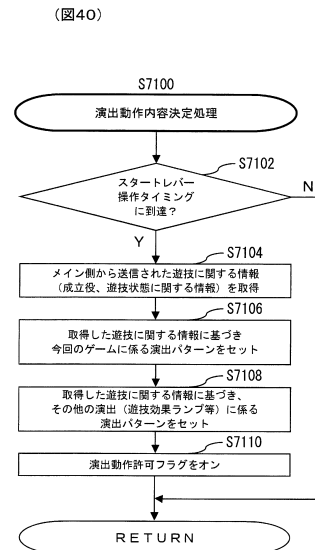 （図40）
S7100
演出動作内容決定処理
S7102
スタートレバー
操作タイミング
に到達？
N
Y
S7104
メイン側から送信された遊技に関する情報
（成立役、遊技状態に関する情報）を取得
S7106
取得した遊技に関する情報に基づき
今回のゲームに係る演出パターンをセット
S7108
取得した遊技に関する情報に基づき、
その他の演出（遊技効果ランプ等）に係る
演出パターンをセット
S7110
演出動作許可フラグをオン
RETURN